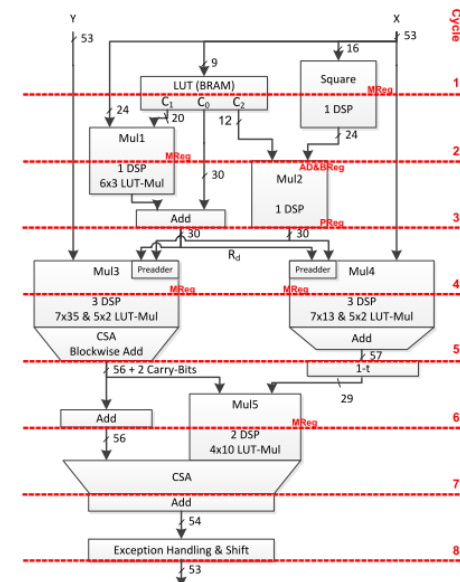 Y
X
Cycle
53
53
16
9
LUT (BRAM)
C1 C0 C2
Square
1 DSP
MReg
1
24
20
12
24
Mul1
1 DSP
6x3 LUT-Mul
MReg
30
AD&BReg
Mul2
1 DSP
PReg
2
Add
3
30
30
Rd
Mul3
Preadder
Preadder
Mul4
MReg
MReg
4
3 DSP
7x35 & 5x2 LUT-Mul
3 DSP
7x13 & 5x2 LUT-Mul
CSA
Blockwise Add
Add
5
56 + 2 Carry-Bits
57
1-t
29
Add
Mul5
MReg
6
56
2 DSP
4x10 LUT-Mul
CSA
7
Add
54
Exception Handling & Shift
8
53